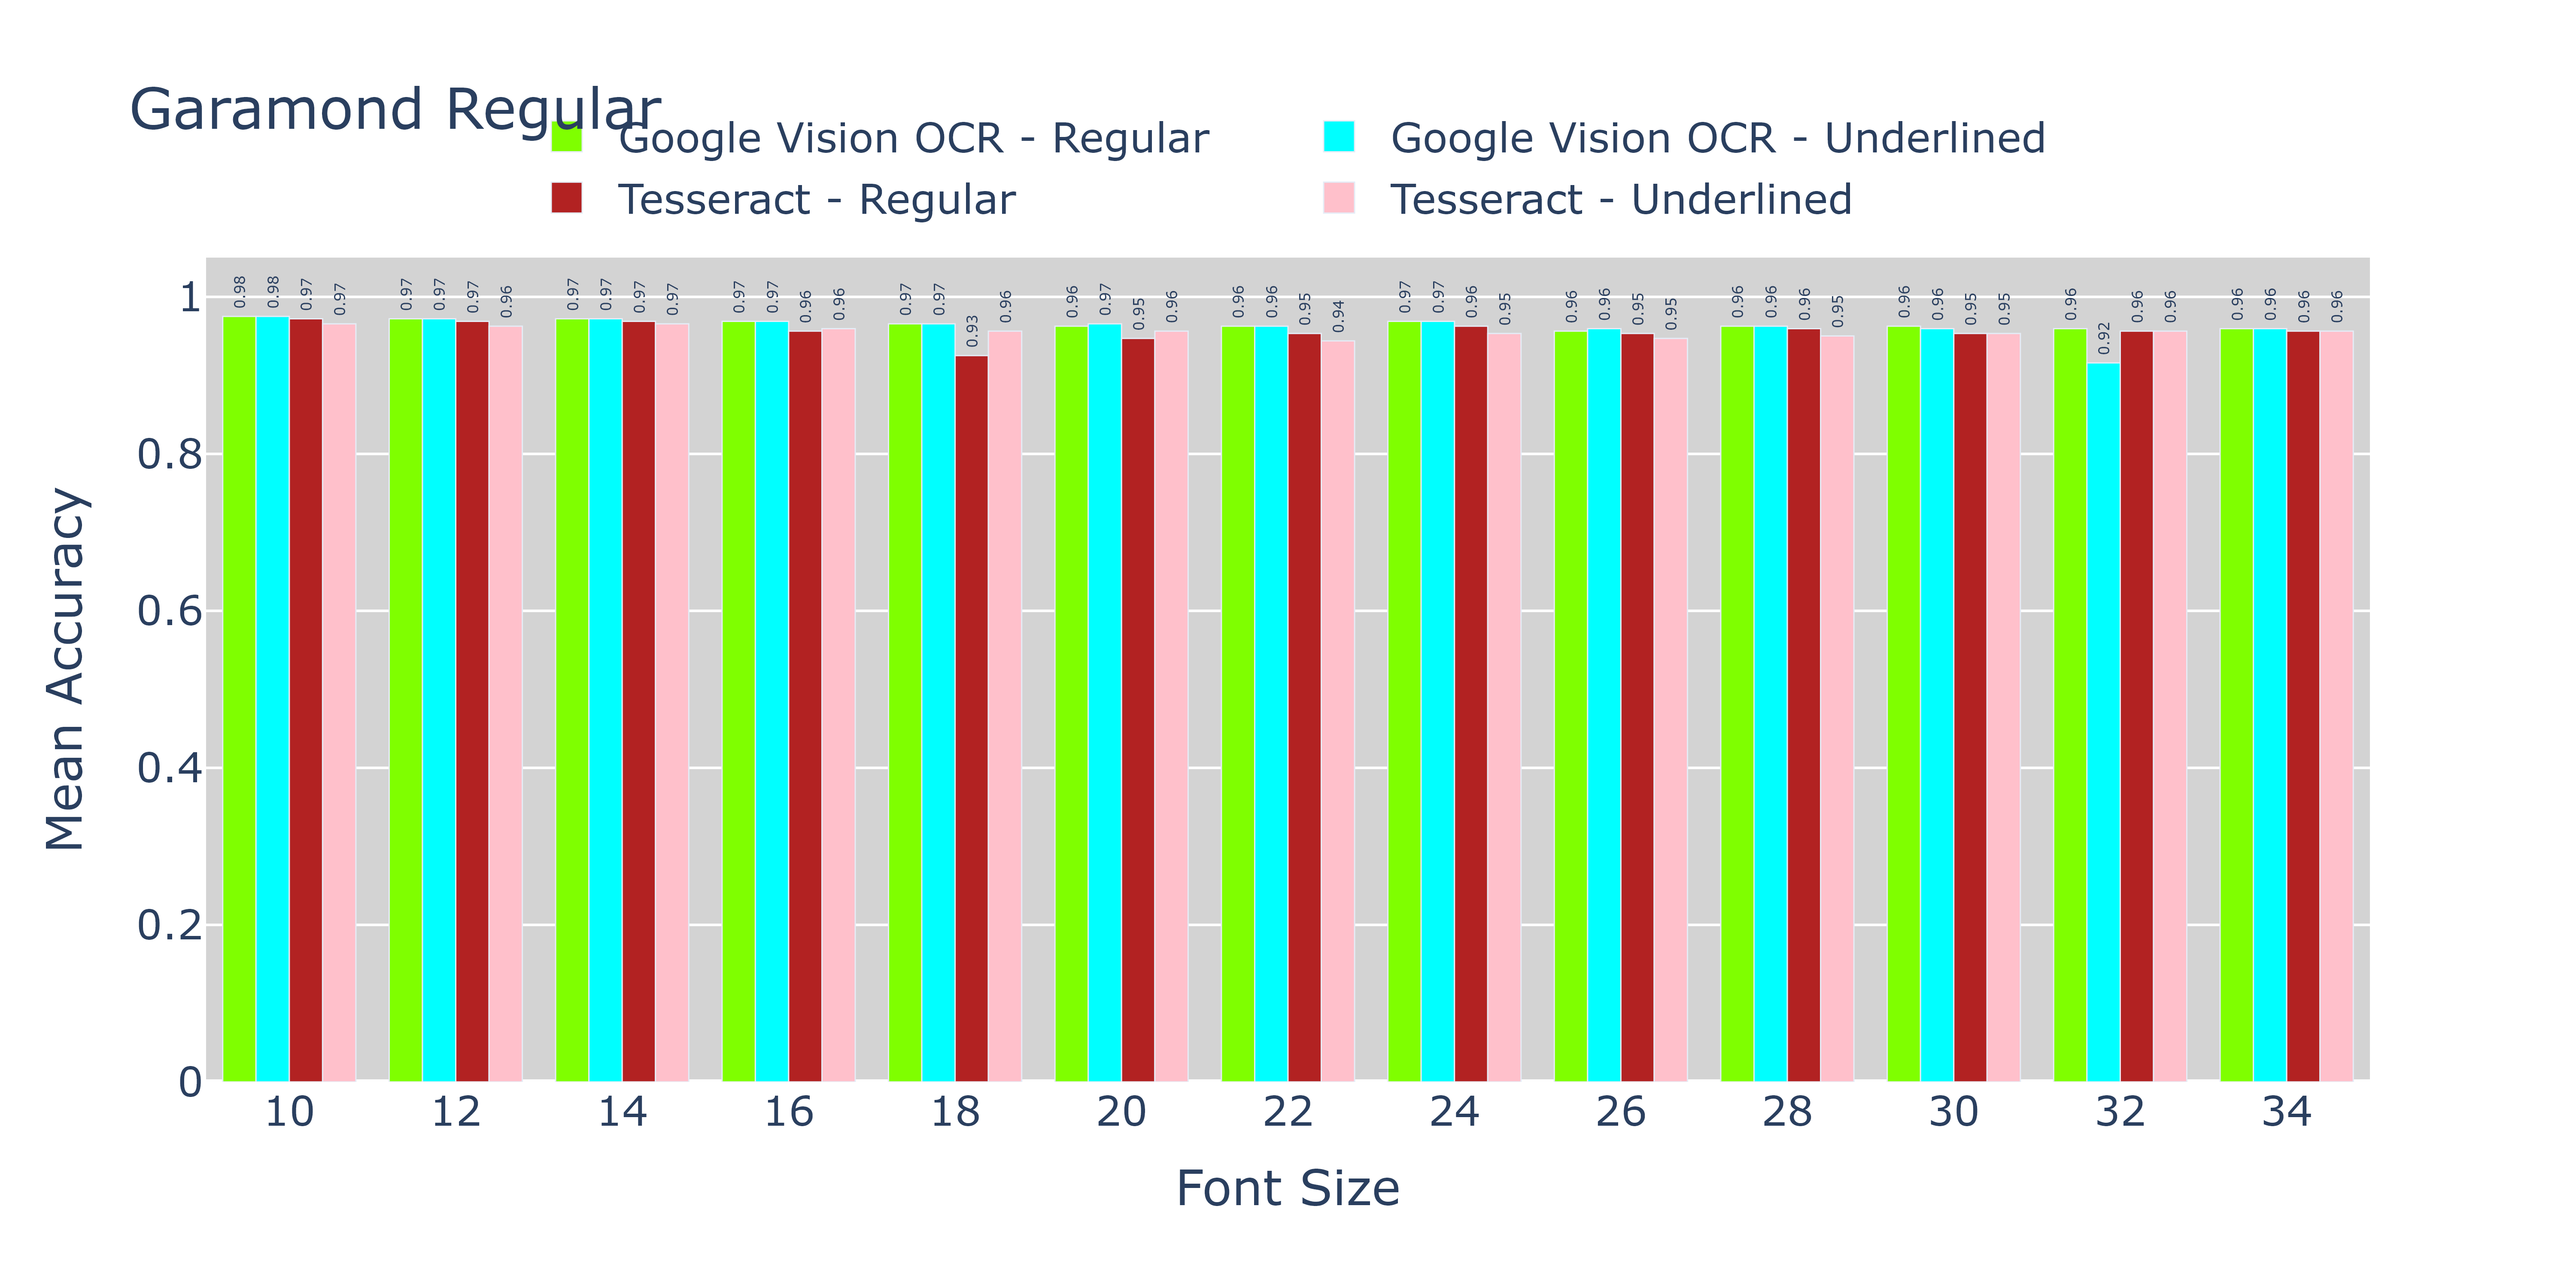 Garamond Regular
Google Vision OCR - Regular
Google Vision OCR - Underlined
Tesseract - Regular
Tesseract - Underlined
0.98 0.98 0.97 0.97 0.97 0.97 0.97 0.96 0.97 0.97 0.97 0.97 0.97 0.97 0.96 0.96 0.97 0.97 0.93 0.96 0.96 0.97 0.95 0.96 0.96 0.96 0.95 0.94 0.97 0.97 0.96 0.95 0.96 0.96 0.95 0.95 0.96 0.96 0.96 0.95 0.96 0.96 0.95 0.95 0.96 0.92 0.96 0.96 0.96 0.96 0.96 0.96
1
0.8
0.6
0.4
0.2
0
Mean Accuracy
10 12 14 16 18 20 22 24 26 28 30 32 34
Font Size